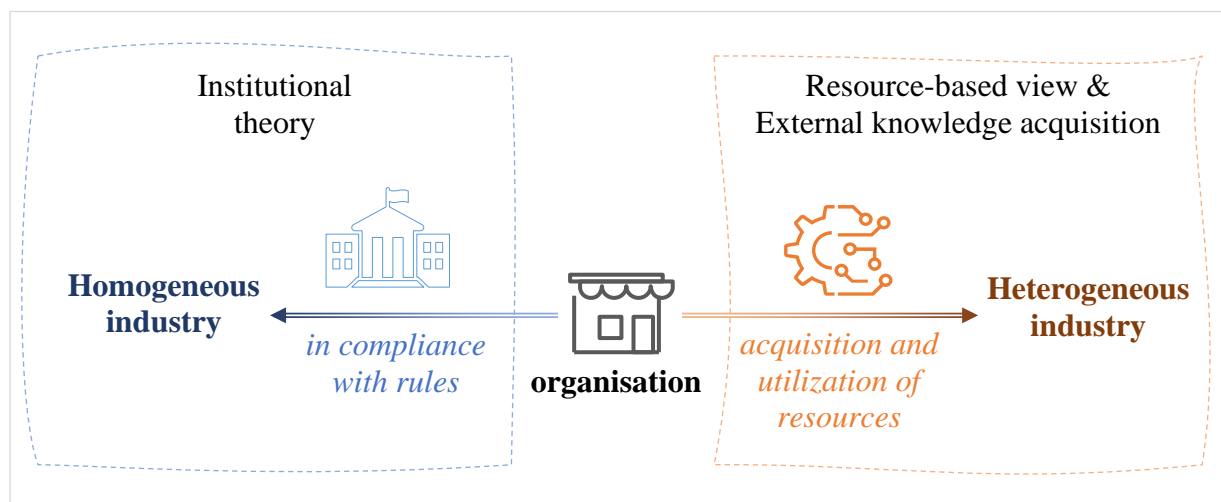 Institutional
theory
Homogeneous
industry
in compliance
with rules
organisation
Resource-based view &
External knowledge acquisition
acquisition and
utilization of
resources
Heterogeneous
industry